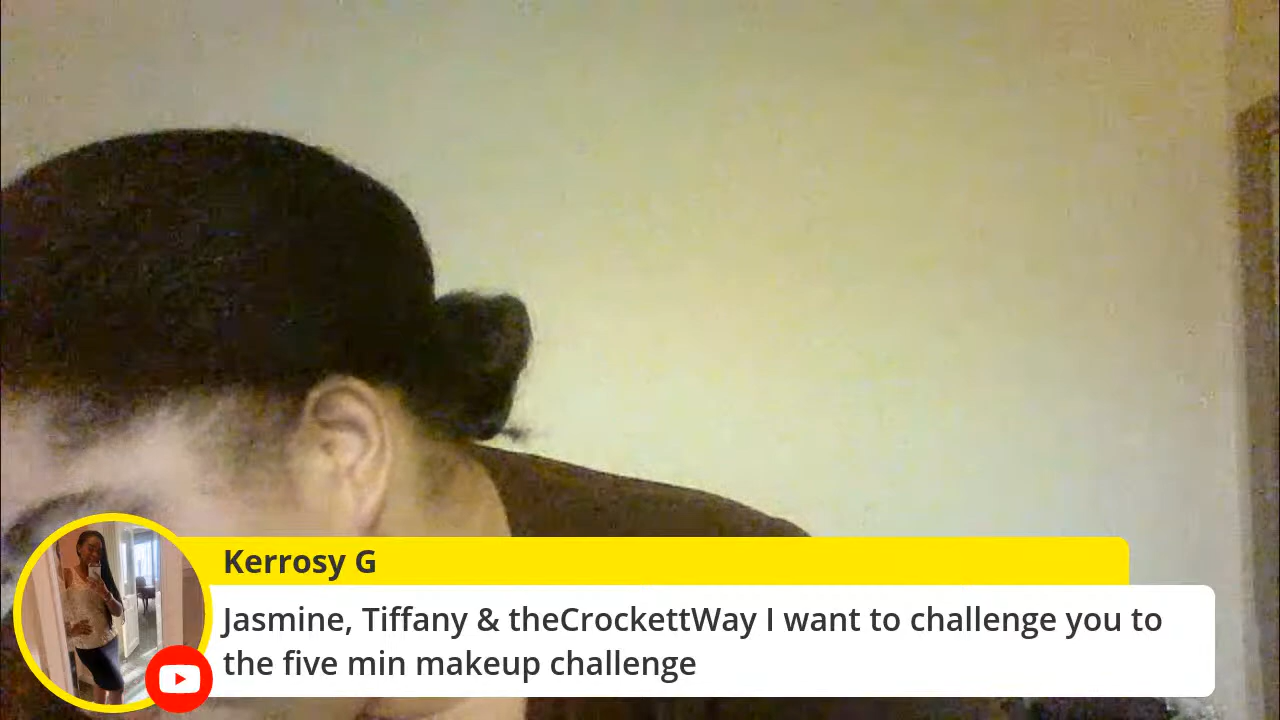 Kerrosy G
Jasmine, Tiffany & theCrockettWay I want to challenge you to
the five min makeup challenge